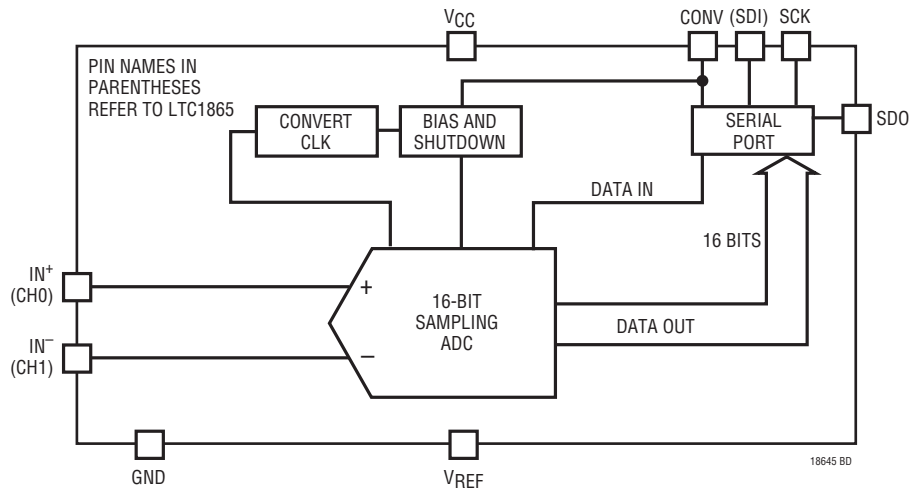 VCC
CONV (SDI) SCK
PIN NAMES IN
PARENTHESES
REFER TO LTC1865
CONVERT
CLK
BIAS AND
SHUTDOWN
SERIAL
PORT
SDO
DATA IN
16 BITS
IN+
(CH0)
+
16-BIT
SAMPLING
ADC
DATA OUT
IN–
(CH1)
–
GND
VREF
18645 BD